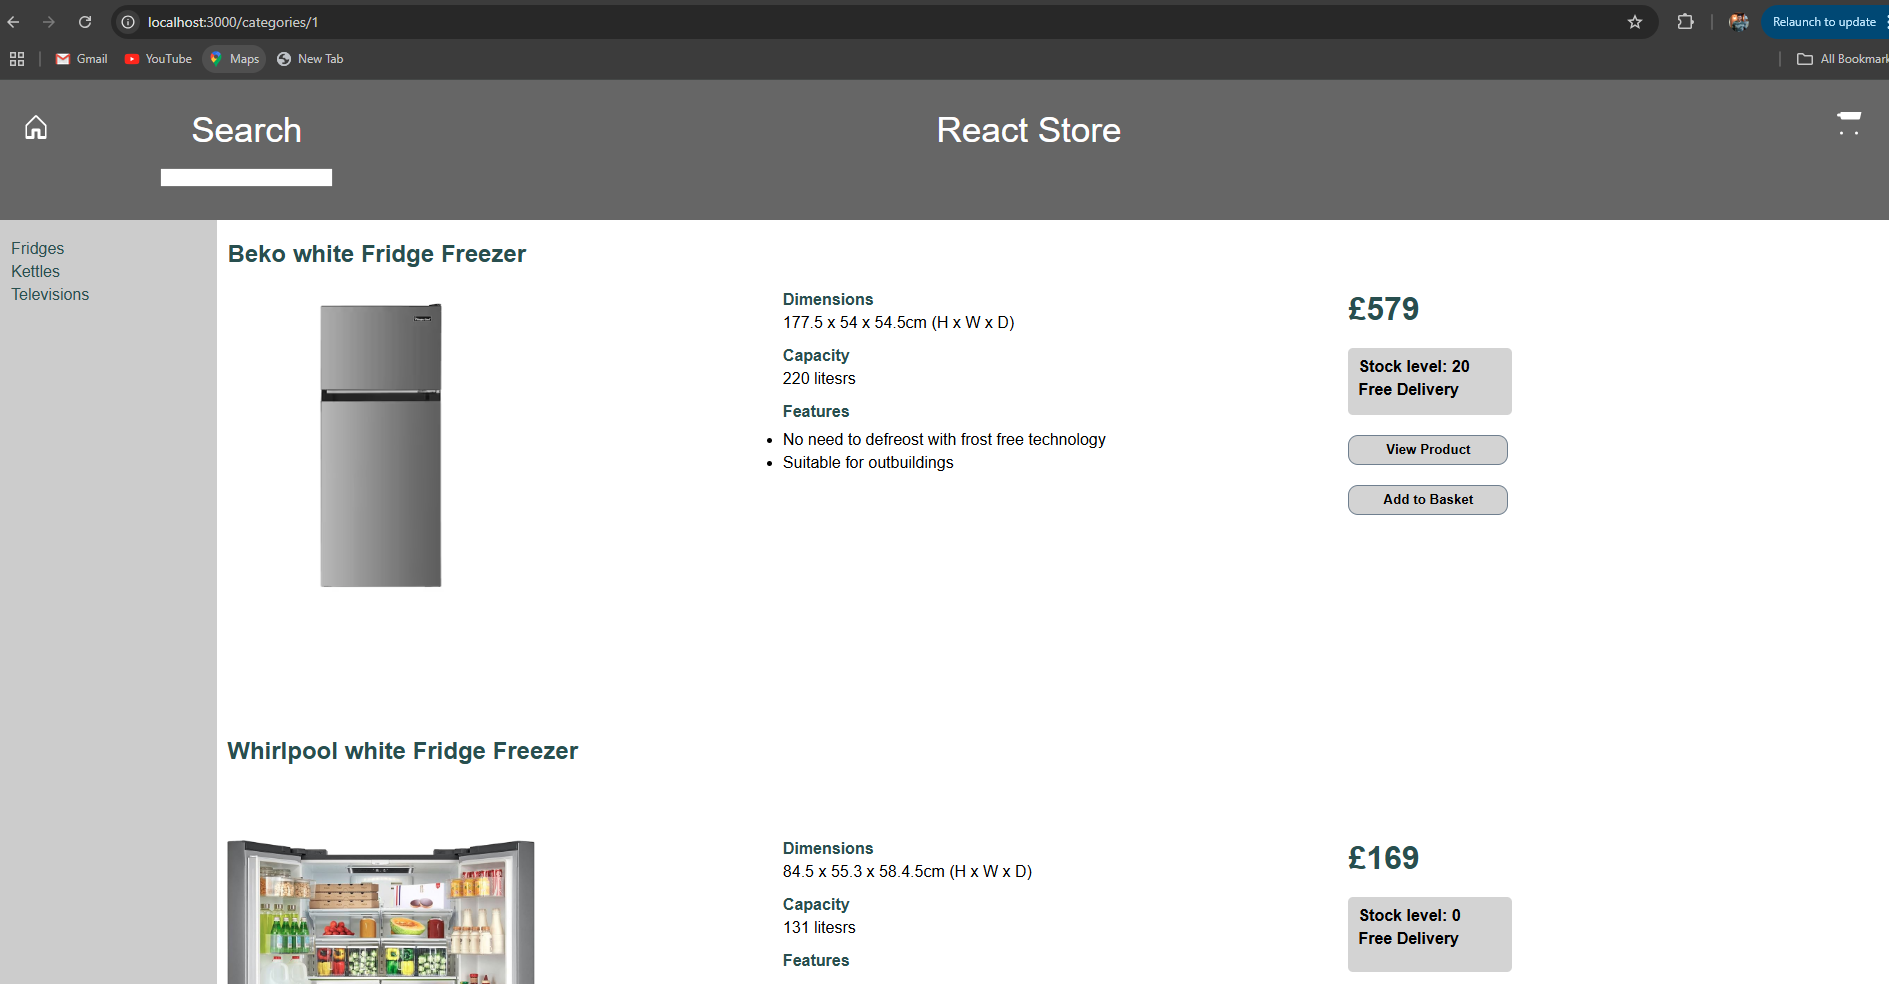 localhost:3000/categories/1
Relaunch to update
Gmail
YouTube
Maps
New Tab
All Bookmark
Search
React Store
Fridges
Kettles
Televisions
Beko white Fridge Freezer
Dimensions
177.5 x 54 x 54.5cm (H x W x D)
Capacity
220 litesrs
Features
No need to defreost with frost free technology
Suitable for outbuildings
£579
Stock level: 20
Free Delivery
View Product
Add to Basket
Whirlpool white Fridge Freezer
Dimensions
84.5 x 55.3 x 58.4.5cm (H x W x D)
Capacity
131 litesrs
Features
£169
Stock level: 0
Free Delivery